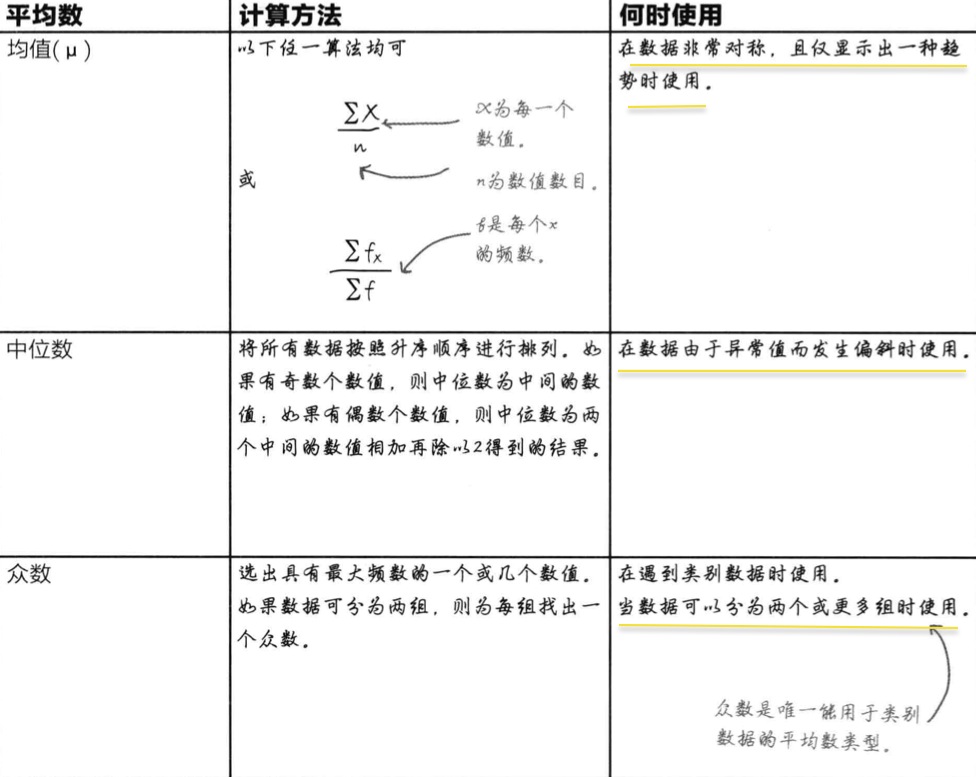 平均数 计算方法 何时使用
均值(μ)
以下任一算法均可
∑X
n
x为每一个
数值。
n为数值数目。
或
∑fx
∑f
f是每个x
的频数。
在数据非常对称，且仅显示出一种趋
势时使用。
中位数
将所有数据按照升序顺序进行排列。如
果有奇数个数值，则中位数为中间的数
值；如果有偶数个数值，则中位数为两
个中间的数值相加再除以2得到的结果。
在数据由于异常值而发生偏斜时使用。
众数
选出具有最大频数的一个或几个数值。
如果数据可分为两组，则为每组找出一
个众数。
在遇到类别数据时使用。
当数据可以分为两个或更多组时使用。
众数是唯一能用于类别
数据的平均数类型。